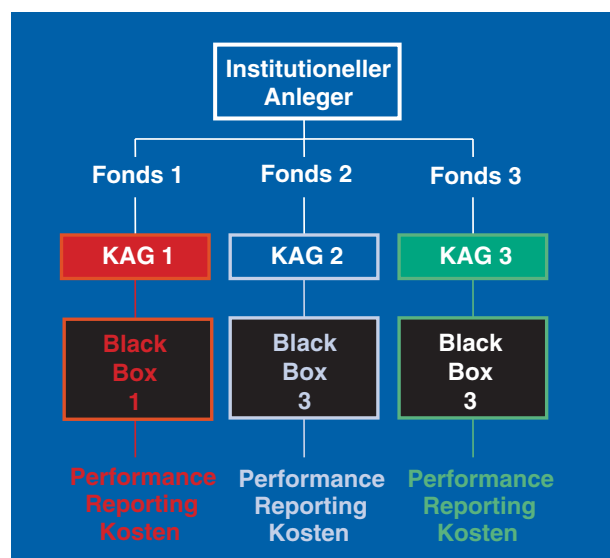 Institutioneller
Anleger
Fonds 1
Fonds 2
Fonds 3
KAG 1
KAG 2
KAG 3
Black
Box
1
Black
Box
3
Black
Box
3
Performance
Reporting
Kosten
Performance
Reporting
Kosten
Performance
Reporting
Kosten